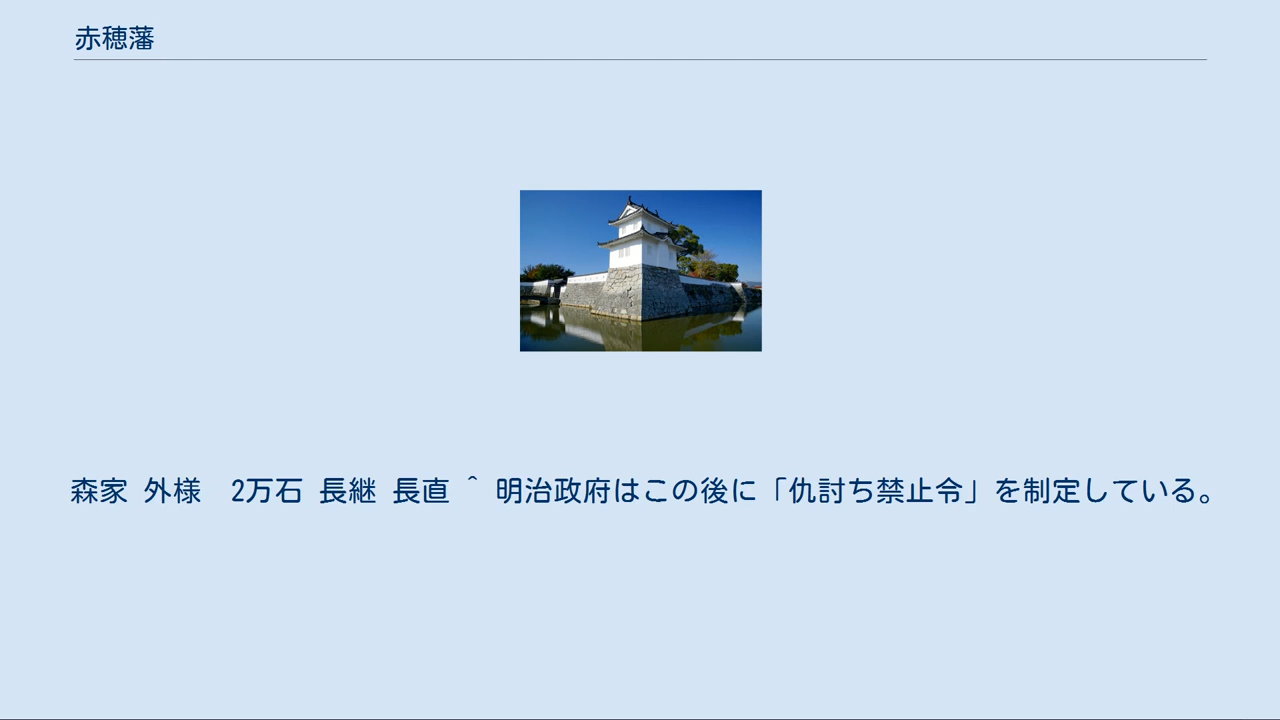 赤穂藩
森家 外様　2万石 長継 長直 ^ 明治政府はこの後に「仇討ち禁止令」を制定している。